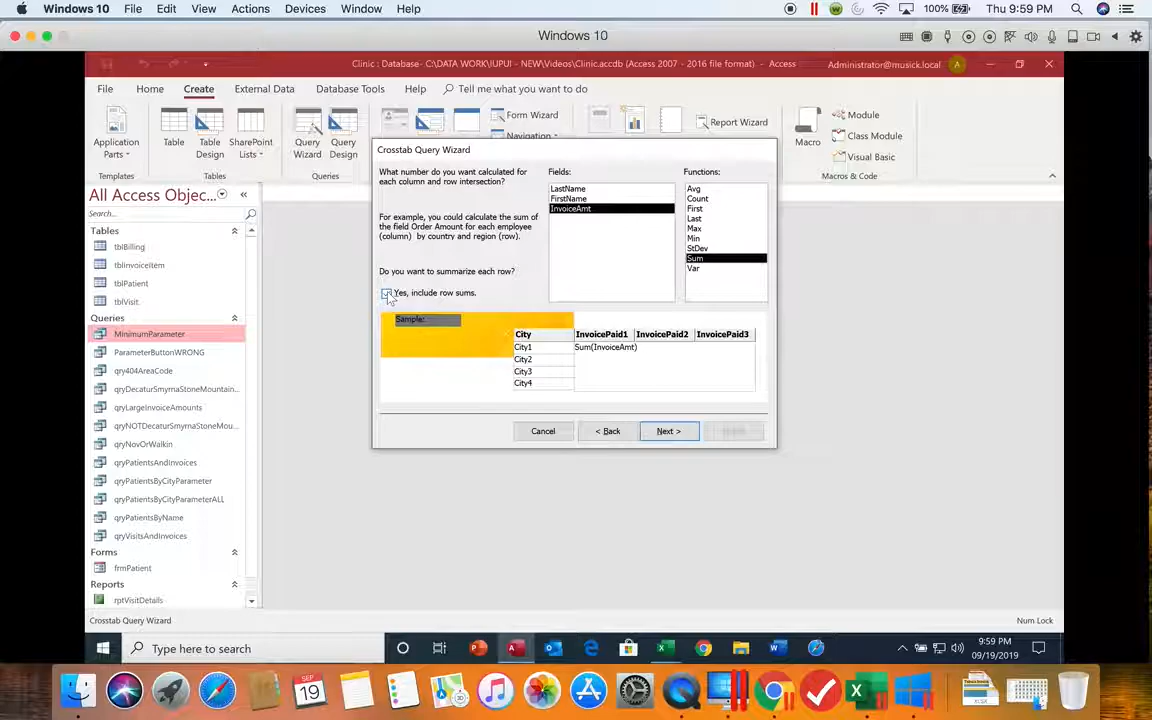 Windows 10 File Edit View Actions Devices Window Help 100% Thu 9:59 PM
Windows 10
Clinic : Database- C:\DATA WORK\IUPUI - NEW\Videos\Clinic.accdb (Access 2007 - 2016 file format) - Access Administrator@musick.local A
File Home Create External Data Database Tools Help Tell me what you want to do
Application Parts Table Table Design SharePoint Lists Query Wizard Query Design Form Wizard Navigation Report Wizard Macro Module Class Module Visual Basic
Templates Tables Queries Macros & Code
Crosstab Query Wizard
What number do you want calculated for
each column and row intersection?
For example, you could calculate the sum of
the field Order Amount for each employee
(column) by country and region (row).
Do you want to summarize each row?
Yes, include row sums.
Fields:
LastName
FirstName
InvoiceAmt
Functions:
Avg
Count
First
Last
Max
Min
StDev
Sum
Var
Sample:
City InvoicePaid1 InvoicePaid2 InvoicePaid3
City1 Sum(InvoiceAmt)
City2
City3
City4
Cancel < Back Next >
All Access Objec...
Search...
Tables
tblBilling
tblInvoiceItem
tblPatient
tblVisit
Queries
MinimumParameter
ParameterButtonWRONG
qry404AreaCode
qryDecaturSmyrnaStoneMountain...
qryLargeInvoiceAmounts
qryNOTDecaturSmyrnaStoneMou...
qryNovOrWalkin
qryPatientsAndInvoices
qryPatientsByCityParameter
qryPatientsByCityParameterALL
qryPatientsByName
qryVisitsAndInvoices
Forms
frmPatient
Reports
rptVisitDetails
Crosstab Query Wizard Num Lock
Type here to search
9:59 PM
09/19/2019
SEP
19